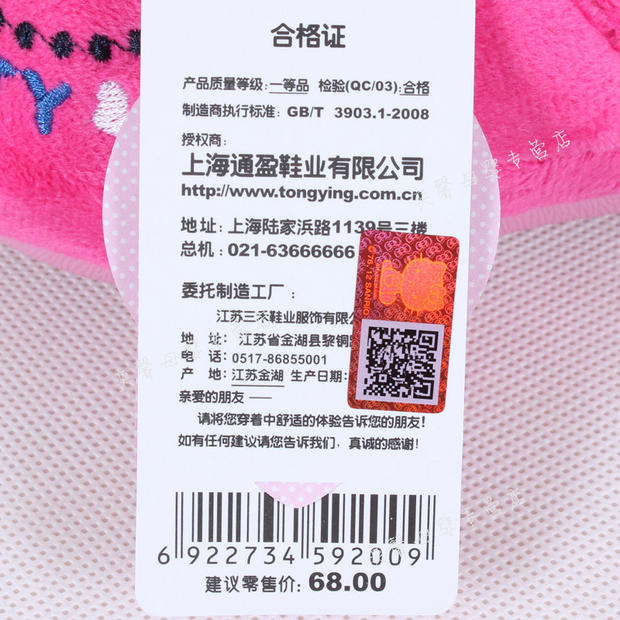 合格证
产品质量等级：一等品 检验(QC/03)：合格
制造商执行标准：GB/T 3903.1-2008
授权商：
上海通盈鞋业有限公司
http://www.tongying.com.cn
地址：上海陆家浜路1139号三楼
总机：021-63666666
委托制造工厂：
江苏三禾鞋业服饰有限公
地 址：江苏省金湖县黎铜
电 话：0517-86855001
产 地：江苏金湖 生产日期：
亲爱的朋友 ——
请将您穿着中舒适的体验告诉您的朋友！
如有任何建议请您告诉我们，真诚的感谢！
©76,'12 SANRIO
6 922734 592009
建议零售价：68.00
TY